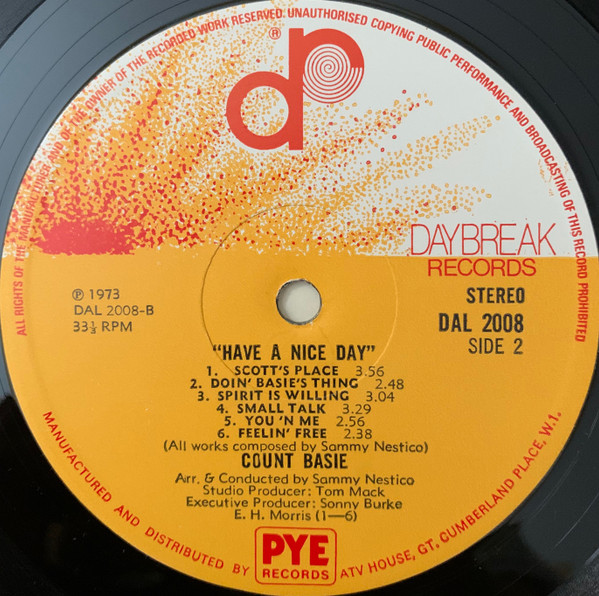 ALL RIGHTS OF THE MANUFACTURER AND OF THE OWNER OF THE RECORDED WORK RESERVED. UNAUTHORISED COPYING PUBLIC PERFORMANCE AND BROADCASTING OF THIS RECORD PROHIBITED
®
dp
DAYBREAK
RECORDS
℗ 1973
DAL 2008-B
33⅓ RPM
STEREO
DAL 2008
SIDE 2
"HAVE A NICE DAY"
1. SCOTT'S PLACE 3.56
2. DOIN' BASIE'S THING 2.48
3. SPIRIT IS WILLING 3.04
4. SMALL TALK 3.29
5. YOU 'N ME 2.56
6. FEELIN' FREE 2.38
(All works composed by Sammy Nestico)
COUNT BASIE
Arr. & Conducted by Sammy Nestico
Studio Producer: Tom Mack
Executive Producer: Sonny Burke
E. H. Morris (1—6)
MANUFACTURED AND DISTRIBUTED BY
PYE
RECORDS
ATV HOUSE, GT. CUMBERLAND PLACE, W.1.